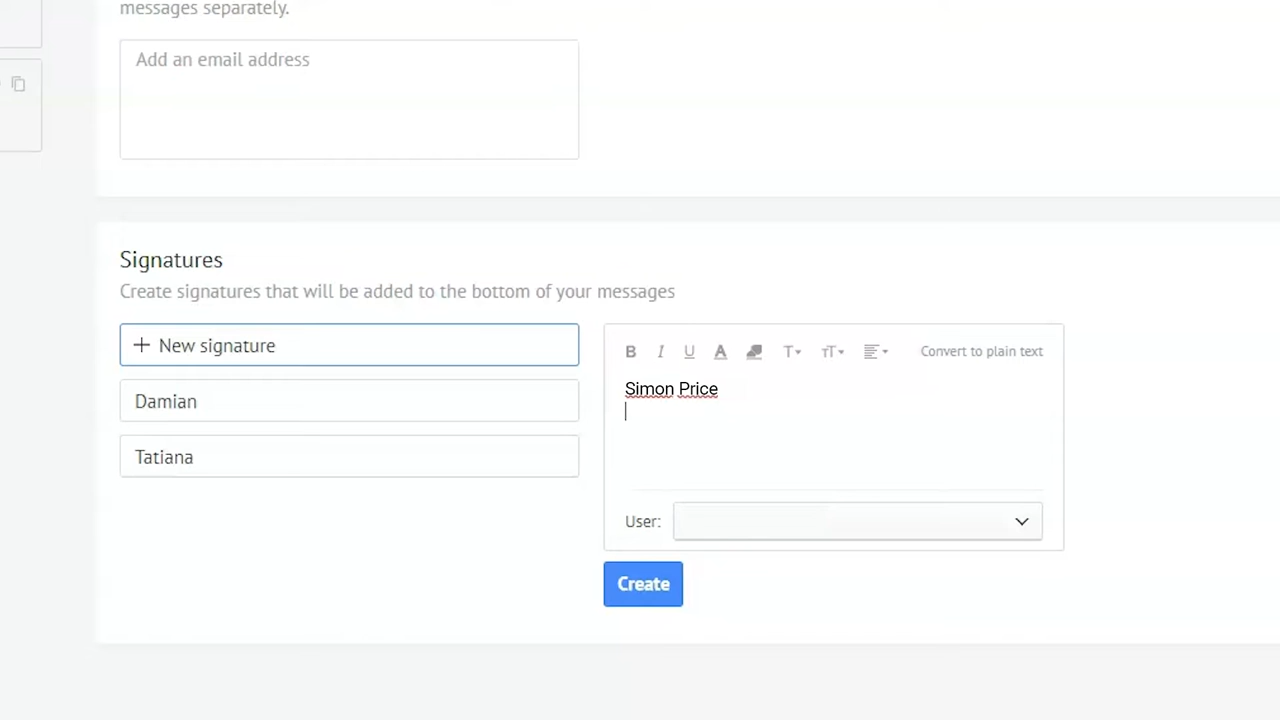 messages separately.
Add an email address
Signatures
Create signatures that will be added to the bottom of your messages
+ New signature
Damian
Tatiana
B I U A T TT Convert to plain text
Simon Price
User:
Create